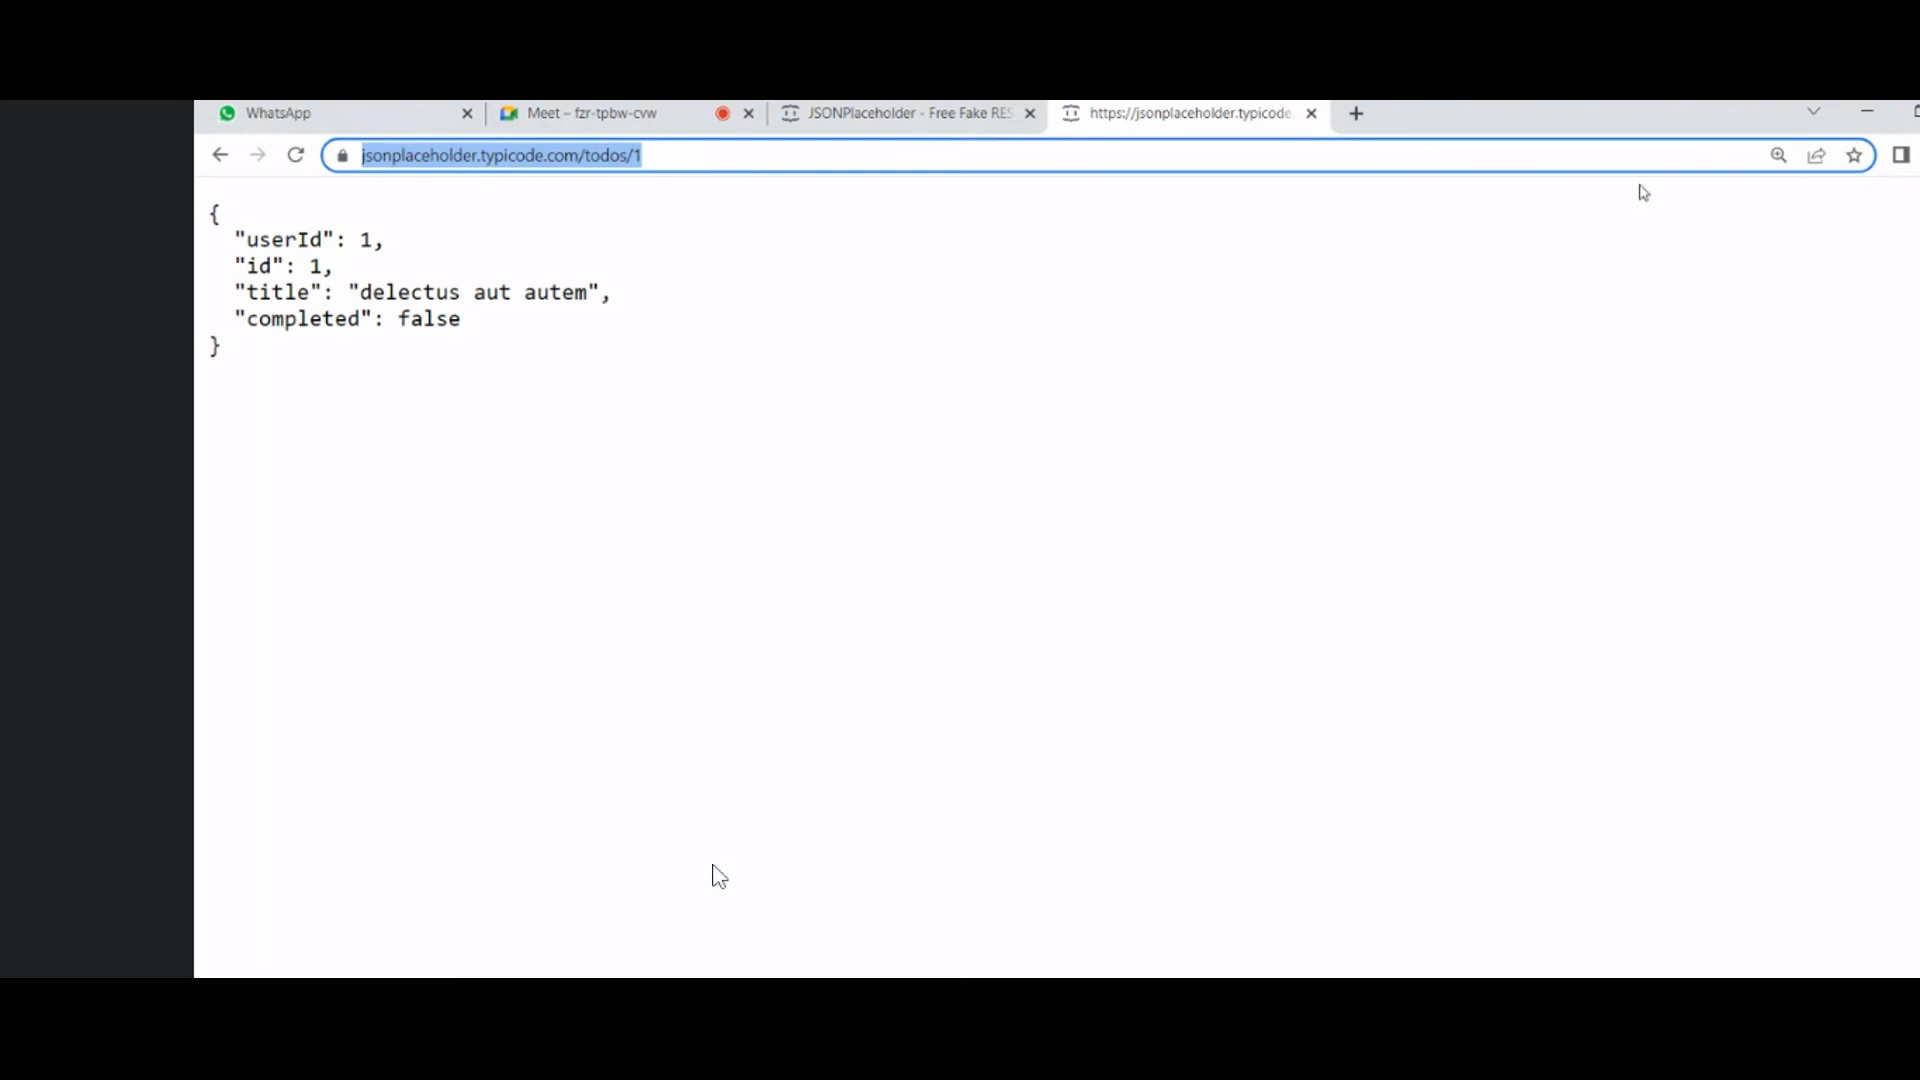 WhatsApp
Meet – fzr-tpbw-cvw
JSONPlaceholder - Free Fake RES
https://jsonplaceholder.typicode.
jsonplaceholder.typicode.com/todos/1
{
"userId": 1,
"id": 1,
"title": "delectus aut autem",
"completed": false
}